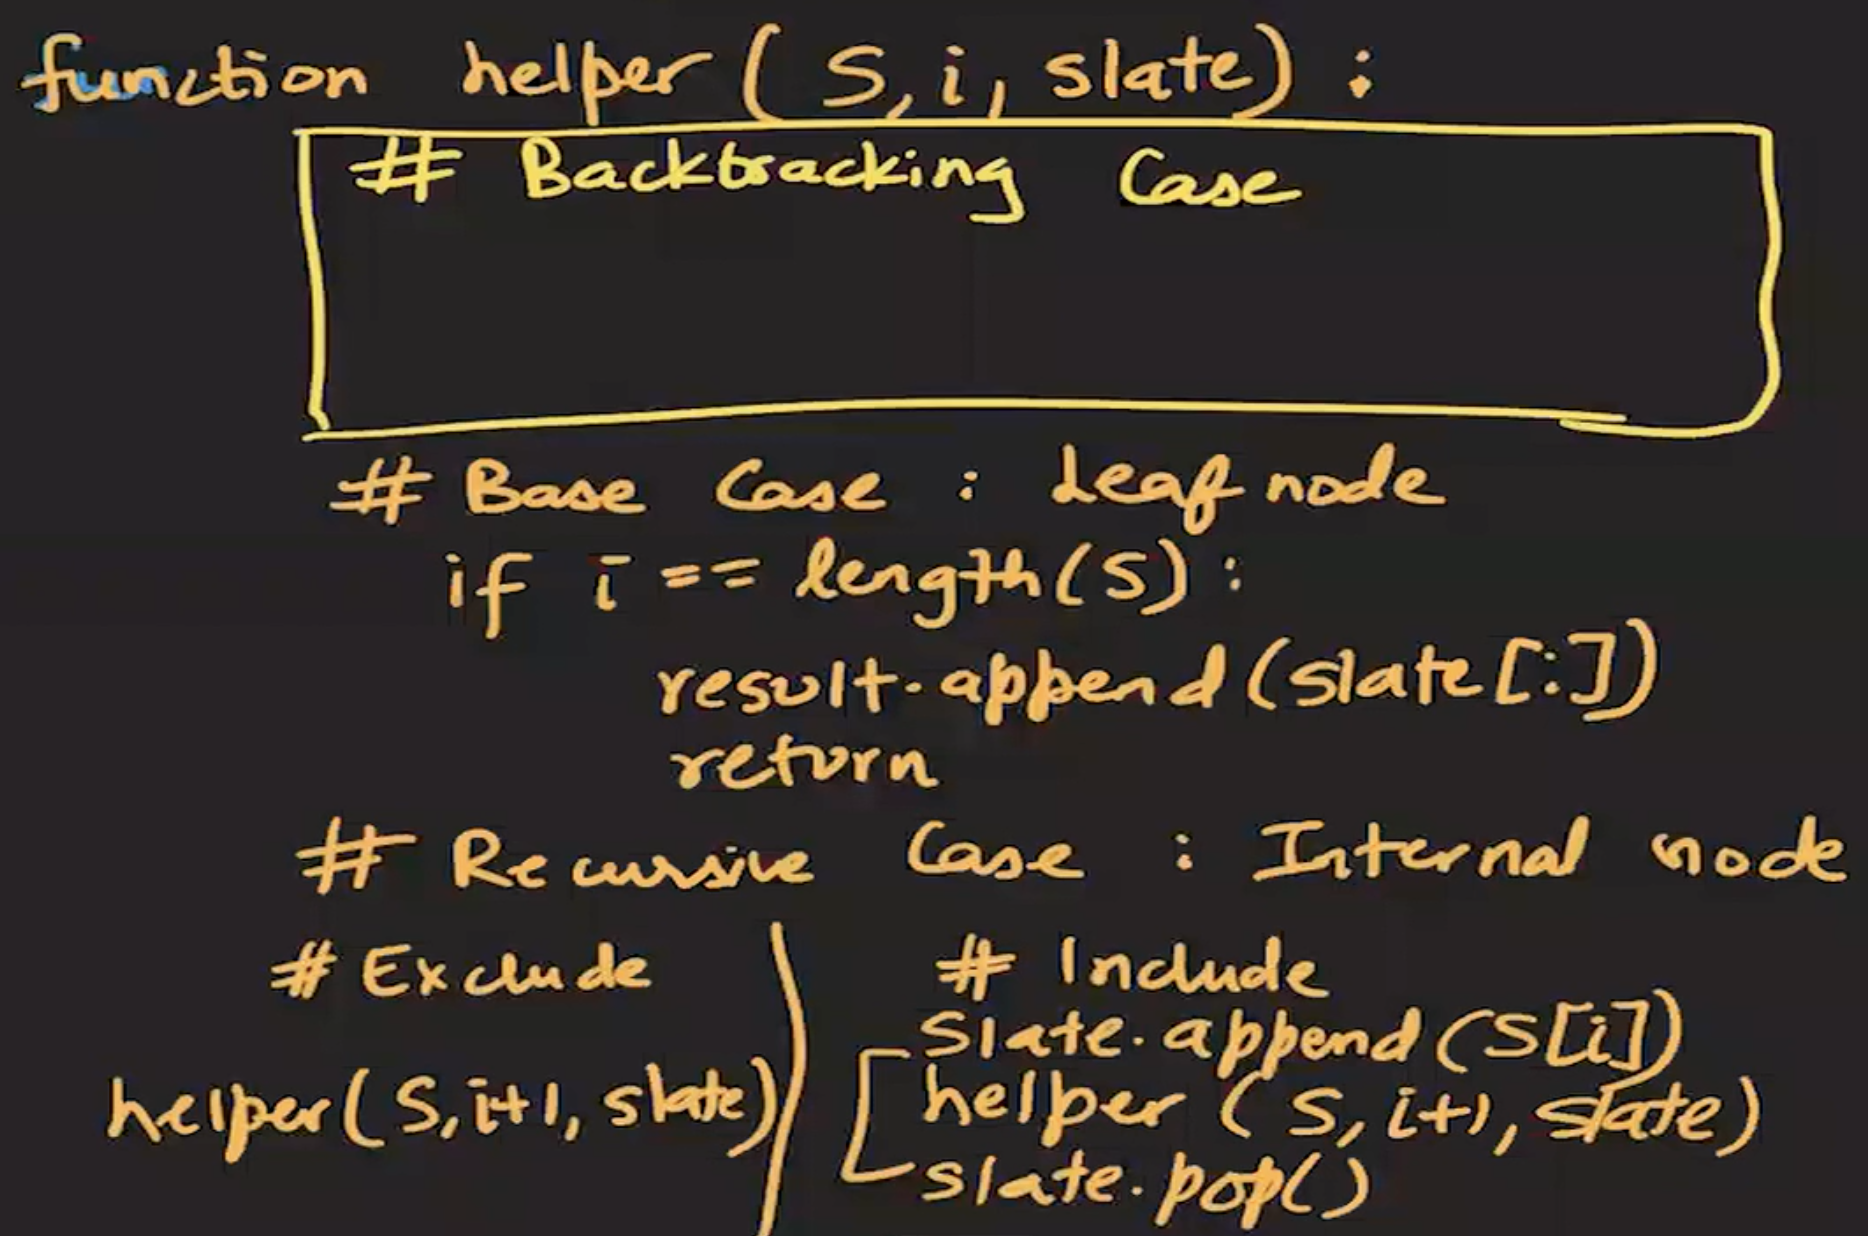 function helper (S, i, slate) :
# Backtracking Case
# Base Case : Leaf node
if i == length(S) :
result.append(slate[:])
return
# Recursive Case : Internal node
# Exclude
helper(S, i+1, slate)
# Include
slate.append(S[i])
helper (S, i+1, slate)
slate.pop()